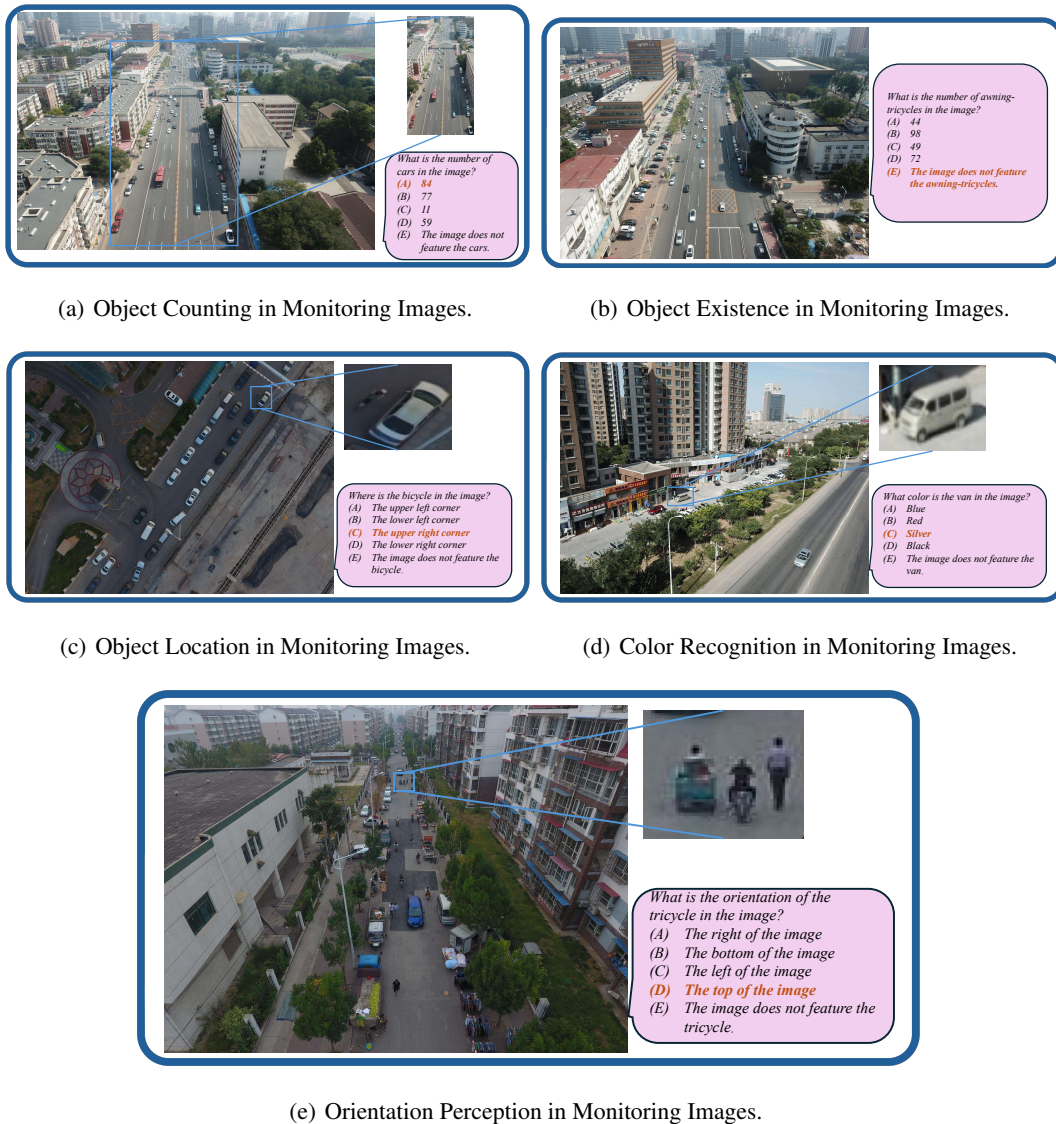 What is the number of
cars in the image?
(A) 84
(B) 77
(C) 11
(D) 59
(E) The image does not
feature the cars.
What is the number of awning-
tricycles in the image?
(A) 44
(B) 98
(C) 49
(D) 72
(E) The image does not feature
the awning-tricycles.
(a) Object Counting in Monitoring Images.
(b) Object Existence in Monitoring Images.
Where is the bicycle in the image?
(A) The upper left corner
(B) The lower left corner
(C) The upper right corner
(D) The lower right corner
(E) The image does not feature the
bicycle.
What color is the van in the image?
(A) Blue
(B) Red
(C) Silver
(D) Black
(E) The image does not feature the
van.
(c) Object Location in Monitoring Images.
(d) Color Recognition in Monitoring Images.
What is the orientation of the
tricycle in the image?
(A) The right of the image
(B) The bottom of the image
(C) The left of the image
(D) The top of the image
(E) The image does not feature the
tricycle.
(e) Orientation Perception in Monitoring Images.